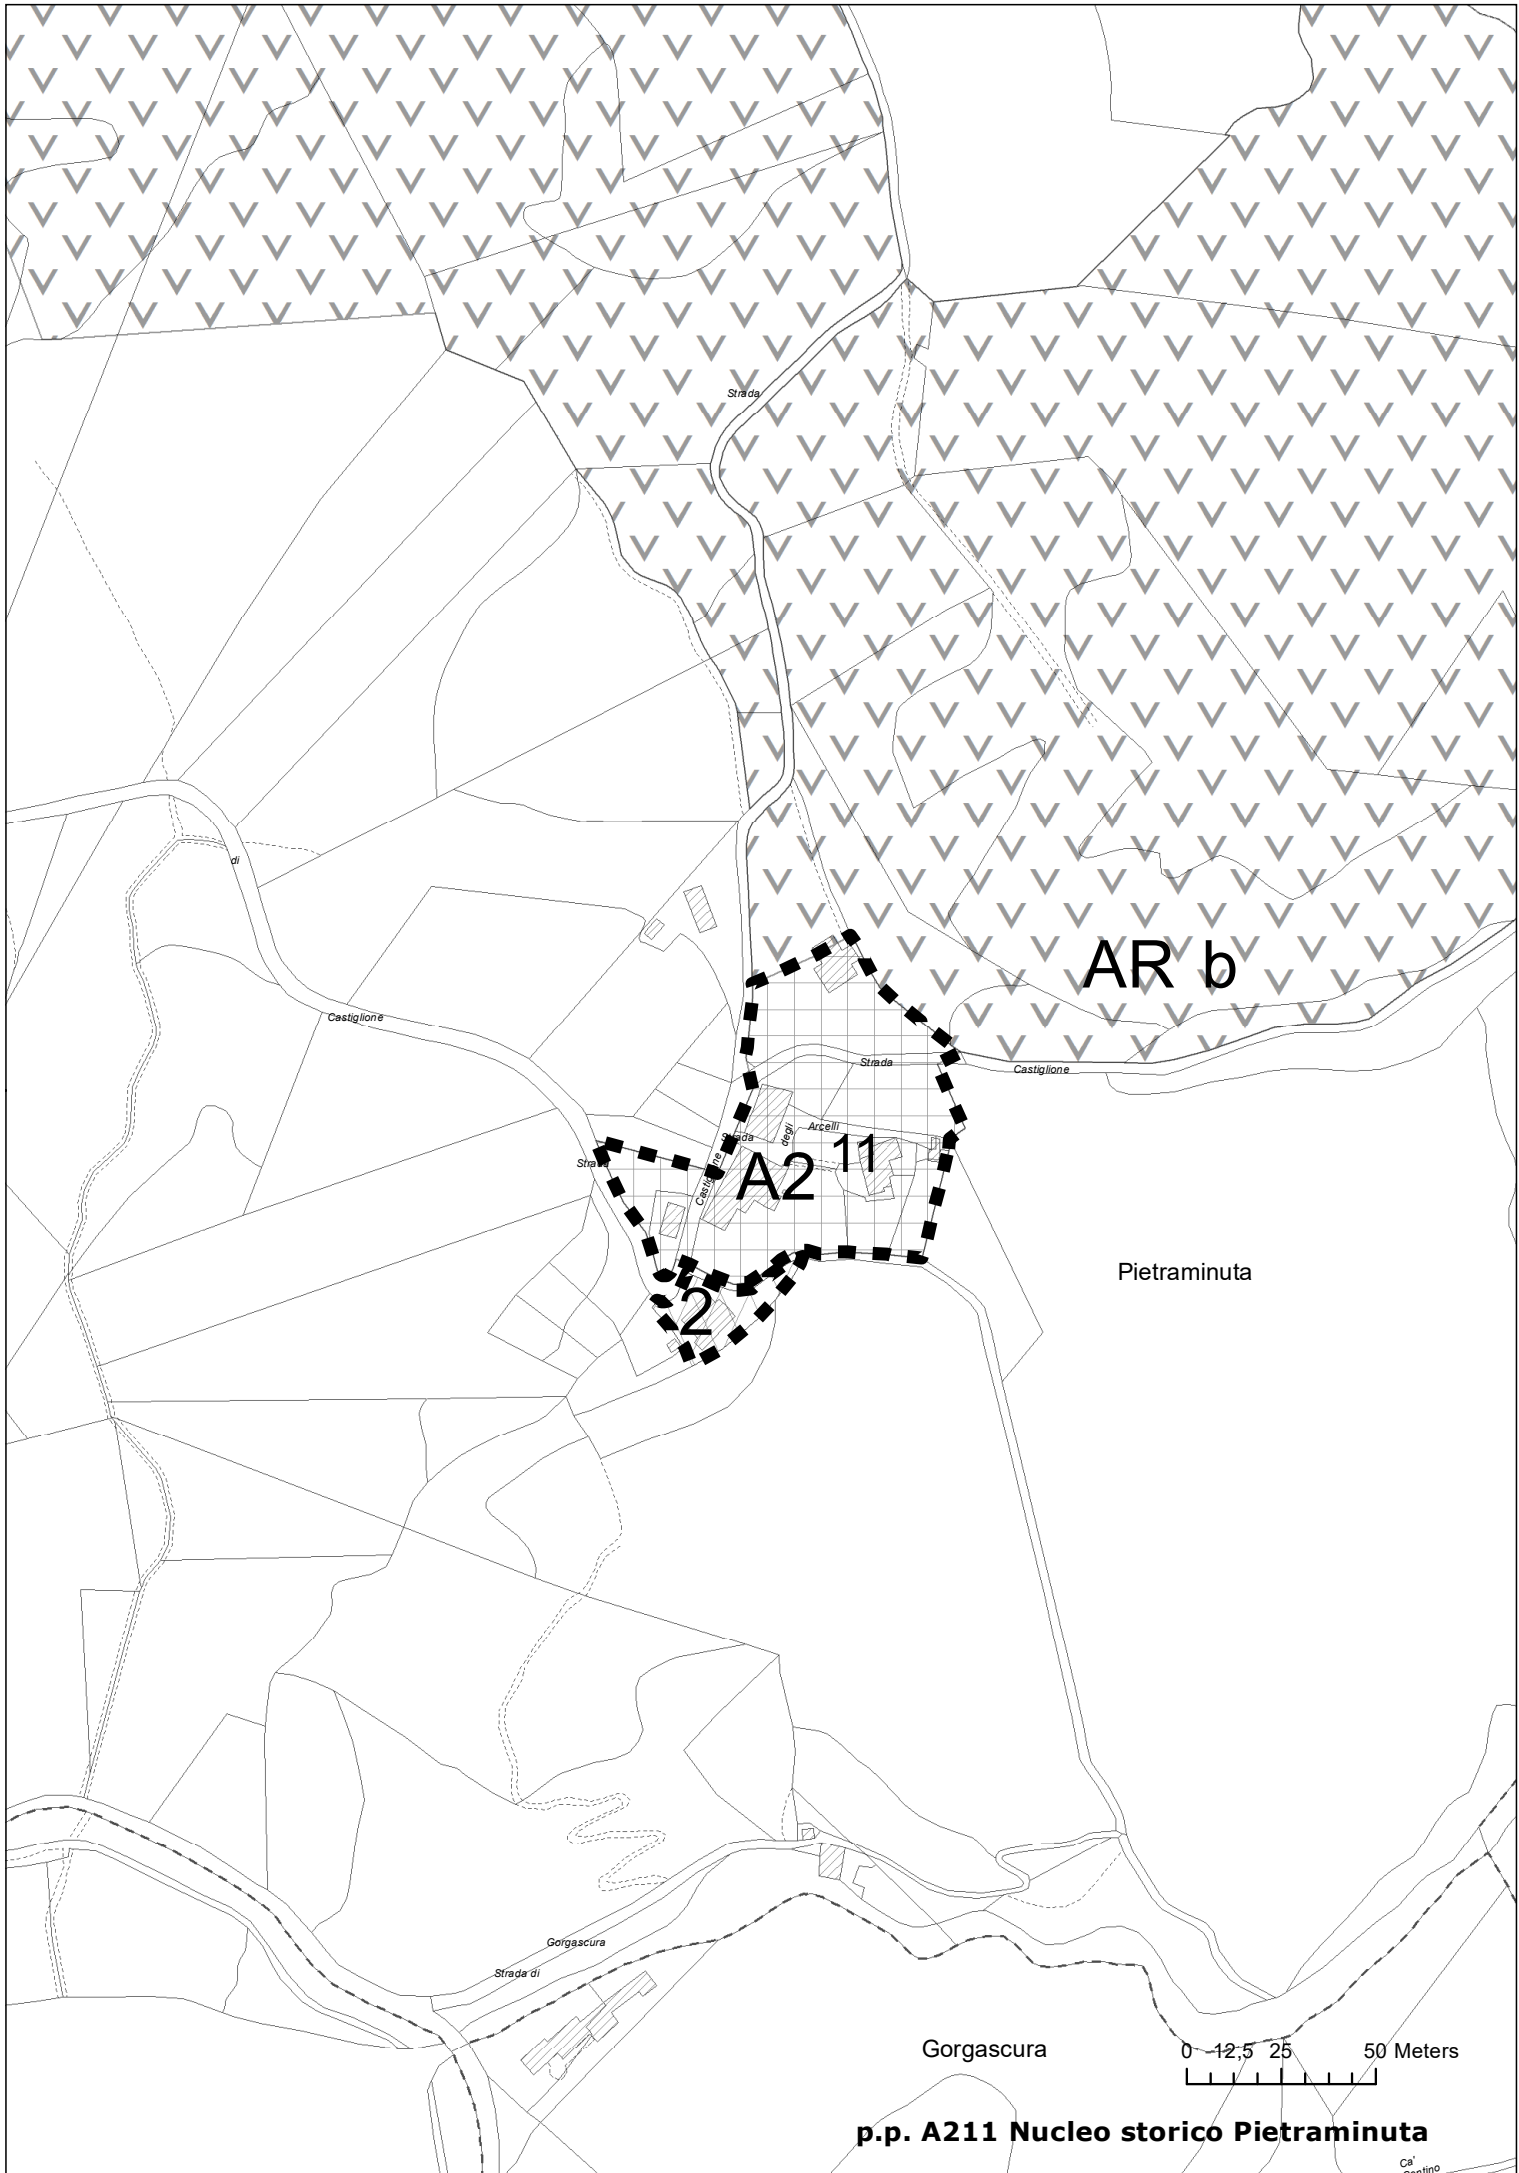 Strada
di
Castiglione
AR b
Strada
Castiglione
Arcelli
degli
Strada
11
A2
Strada
Castiglione
2
Pietraminuta
Gorgascura
Strada di
Gorgascura
0 12,5 25 50 Meters
p.p. A211 Nucleo storico Pietraminuta
Ca'